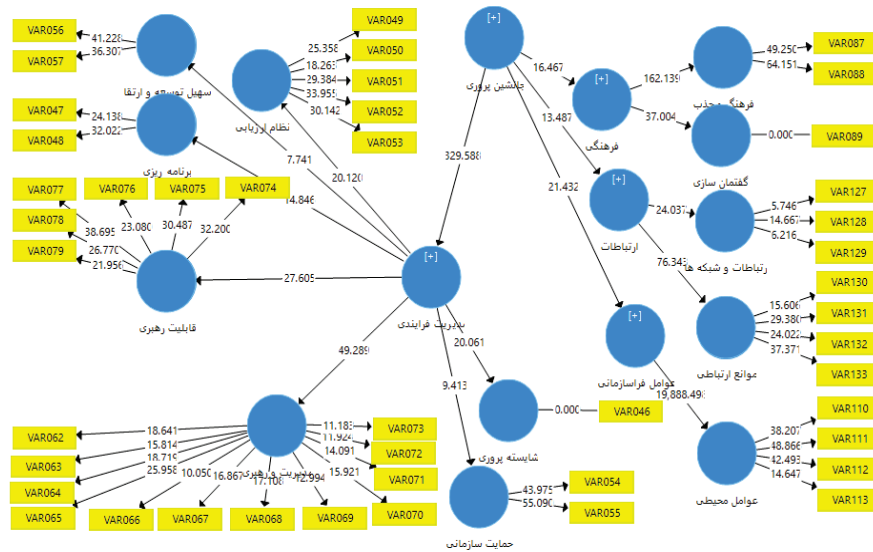 VAR056
41.228
VAR057
36.307
سهیل توسعه و ارتقا
VAR047
24.138
VAR048
32.022
برنامه ریزی
VAR049
25.358
VAR050
18.263
VAR051
29.384
VAR052
33.955
VAR053
30.142
نظام ارزیابی
VAR077
VAR076
VAR075
VAR074
VAR078
VAR079
38.695
23.080
30.487
32.200
26.770
21.956
قابلیت رهبری
7.741
20.120
14.846
27.605
329.588
[+]
جانشین پروری
16.467
13.487
21.432
[+]
فرهنگی
162.139
37.004
VAR087
49.250
VAR088
64.151
0.000
VAR089
گفتمان سازی
[+]
ارتباطات
24.037
76.343
VAR127
5.746
VAR128
14.667
VAR129
6.216
رتباطات و شبکه ها
VAR130
15.606
VAR131
29.380
VAR132
24.022
VAR133
37.371
موانع ارتباطی
[+]
عوامل فراسازمانی
19,888.498
VAR110
38.207
VAR111
48.866
VAR112
42.493
VAR113
14.647
عوامل محیطی
[+]
مدیریت فرایندی
49.289
9.413
20.061
0.000
VAR046
شایسته پروری
43.975
VAR054
55.090
VAR055
حمایت سازمانی
VAR062
18.641
VAR063
15.814
VAR064
18.719
VAR065
25.958
VAR066
10.050
VAR067
16.867
VAR068
17.108
VAR069
12.994
VAR070
15.921
VAR071
14.091
VAR072
11.924
VAR073
11.183
مدیریت و رهبری